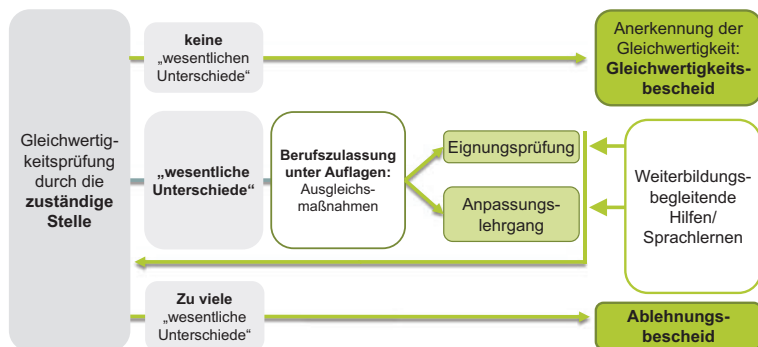 Gleichwertig-
keitsprüfung
durch die
zuständige
Stelle
keine
„wesentlichen
Unterschiede“
Anerkennung der
Gleichwertigkeit:
Gleichwertigkeits-
bescheid
„wesentliche
Unterschiede“
Berufszulassung
unter Auflagen:
Ausgleichs-
maßnahmen
Eignungsprüfung
Anpassungs-
lehrgang
Weiterbildungs-
begleitende
Hilfen/
Sprachlernen
Zu viele
„wesentliche
Unterschiede“
Ablehnungs-
bescheid